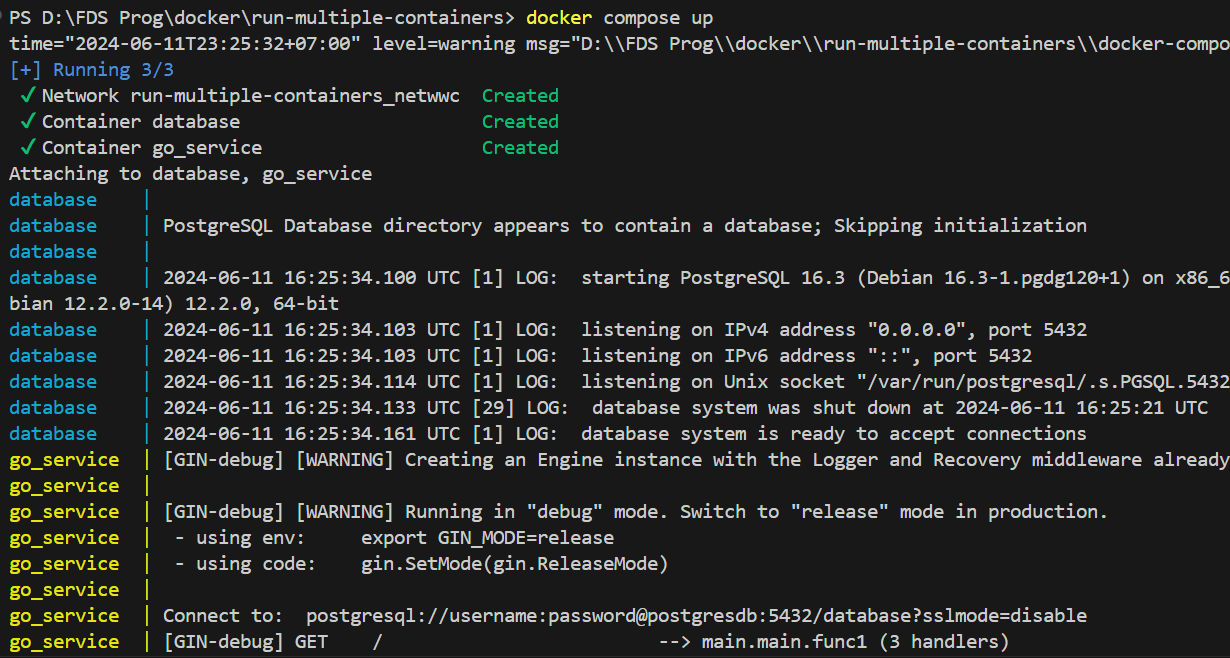 PS D:\FDS Prog\docker\run-multiple-containers> docker compose up
time="2024-06-11T23:25:32+07:00" level=warning msg="D:\\FDS Prog\\docker\\run-multiple-containers\\docker-compo
[+] Running 3/3
✓ Network run-multiple-containers_netwwc Created
✓ Container database Created
✓ Container go_service Created
Attaching to database, go_service
database |
database | PostgreSQL Database directory appears to contain a database; Skipping initialization
database |
database | 2024-06-11 16:25:34.100 UTC [1] LOG: starting PostgreSQL 16.3 (Debian 16.3-1.pgdg120+1) on x86_6
bian 12.2.0-14) 12.2.0, 64-bit
database | 2024-06-11 16:25:34.103 UTC [1] LOG: listening on IPv4 address "0.0.0.0", port 5432
database | 2024-06-11 16:25:34.103 UTC [1] LOG: listening on IPv6 address "::", port 5432
database | 2024-06-11 16:25:34.114 UTC [1] LOG: listening on Unix socket "/var/run/postgresql/.s.PGSQL.5432
database | 2024-06-11 16:25:34.133 UTC [29] LOG: database system was shut down at 2024-06-11 16:25:21 UTC
database | 2024-06-11 16:25:34.161 UTC [1] LOG: database system is ready to accept connections
go_service | [GIN-debug] [WARNING] Creating an Engine instance with the Logger and Recovery middleware already
go_service |
go_service | [GIN-debug] [WARNING] Running in "debug" mode. Switch to "release" mode in production.
go_service | - using env: export GIN_MODE=release
go_service | - using code: gin.SetMode(gin.ReleaseMode)
go_service |
go_service | Connect to: postgresql://username:password@postgresdb:5432/database?sslmode=disable
go_service | [GIN-debug] GET / --> main.main.func1 (3 handlers)